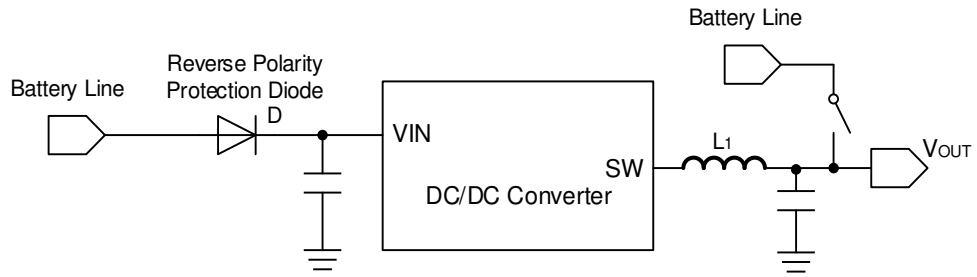 Battery Line
Reverse Polarity
Protection Diode
D
Battery Line
VIN
SW
DC/DC Converter
L1
VOUT